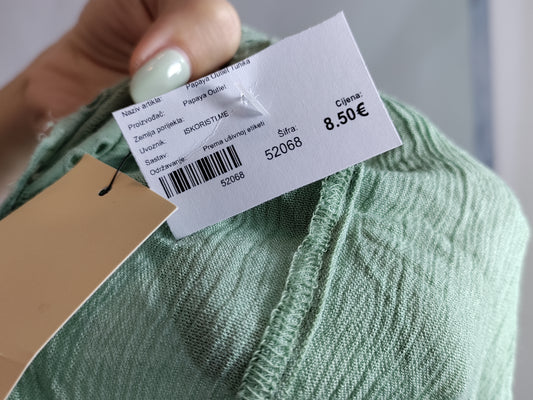 Naziv artikla: Papaya Outlet Tunika
Proizvođač: Papaya Outlet
Zemlja porijekla:
Uvoznik: ISKORISTI.ME
Sastav:
Održavanje: Prema ušivnoj etiketi
52068
Šifra:
52068
Cijena:
8.50€